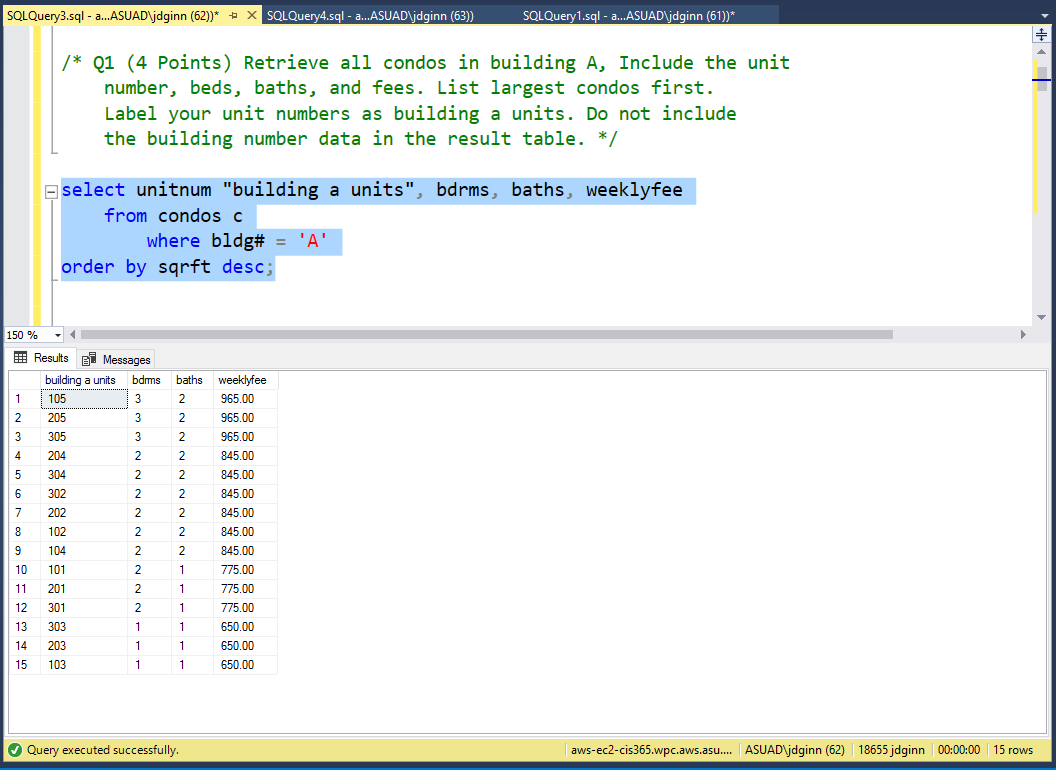 SQLQuery3.sql - a...ASUAD\jdginn (62))* SQLQuery4.sql - a...ASUAD\jdginn (63)) SQLQuery1.sql - a...ASUAD\jdginn (61))*
/* Q1 (4 Points) Retrieve all condos in building A, Include the unit
number, beds, baths, and fees. List largest condos first.
Label your unit numbers as building a units. Do not include
the building number data in the result table. */
select unitnum "building a units", bdrms, baths, weeklyfee
from condos c
where bldg# = 'A'
order by sqrft desc;
150 %
Results Messages
building a units bdms baths weeklyfee
1 105 3 2 965.00
2 205 3 2 965.00
3 305 3 2 965.00
4 204 2 2 845.00
5 304 2 2 845.00
6 302 2 2 845.00
7 202 2 2 845.00
8 102 2 2 845.00
9 104 2 2 845.00
10 101 2 1 775.00
11 201 2 1 775.00
12 301 2 1 775.00
13 303 1 1 650.00
14 203 1 1 650.00
15 103 1 1 650.00
Query executed successfully. aws-ec2-cis365.wpc.aws.asu.... ASUAD\jdginn (62) 18655 jdginn 00:00:00 15 rows